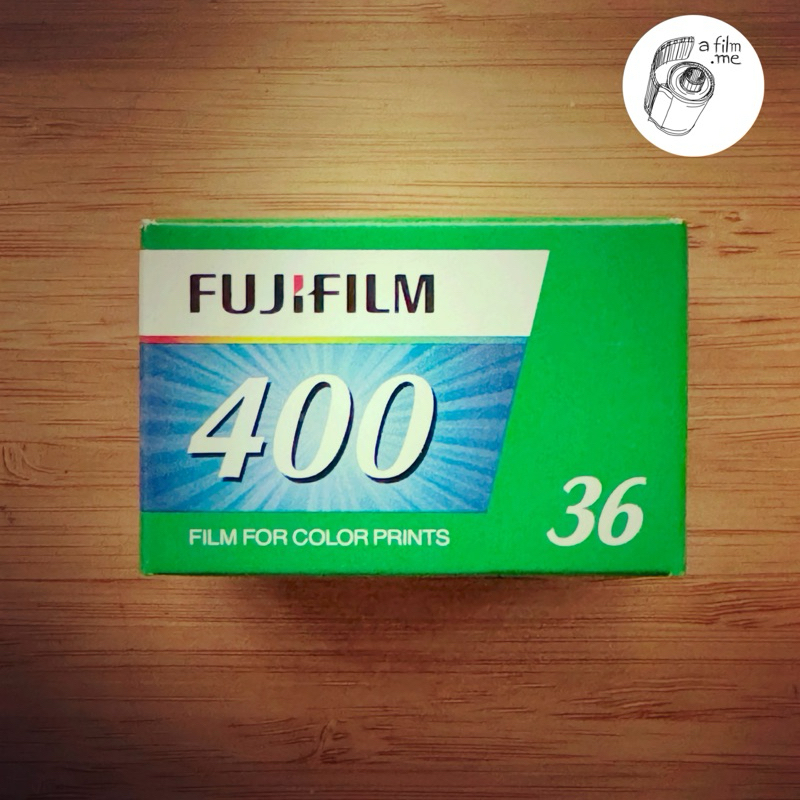 a film
.me
FUJIFILM
400
FILM FOR COLOR PRINTS
36